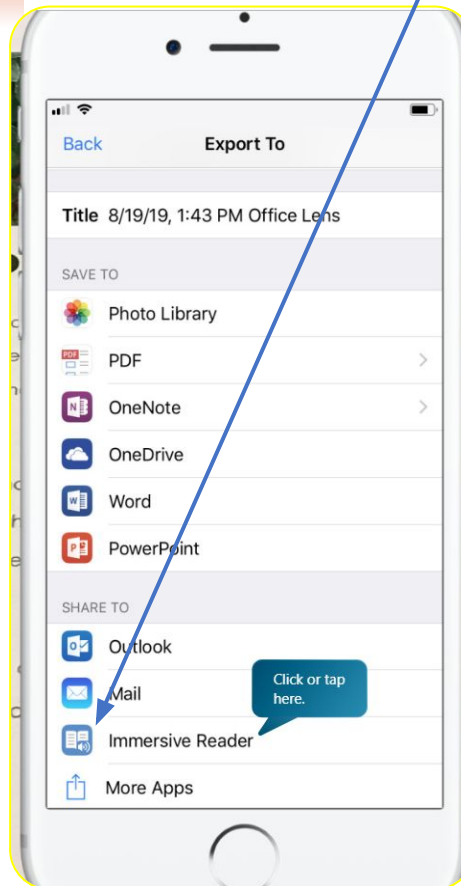 Back Export To
Title 8/19/19, 1:43 PM Office Lens
SAVE TO
Photo Library
PDF
PDF
OneNote
OneDrive
Word
PowerPoint
SHARE TO
Outlook
Mail
Click or tap
here.
Immersive Reader
More Apps